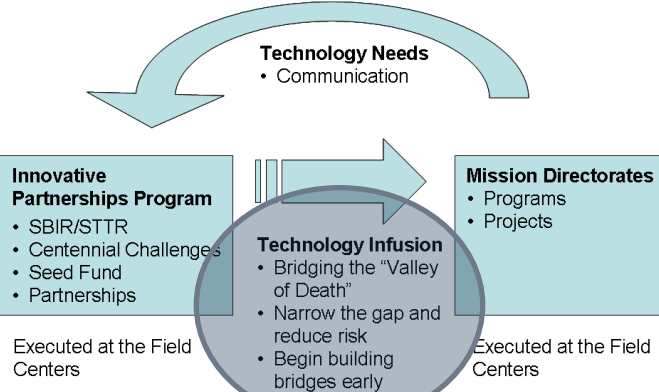 Technology Needs
• Communication
Innovative
Partnerships Program
• SBIR/STTR
• Centennial Challenges
• Seed Fund
• Partnerships
Mission Directorates
• Programs
• Projects
Technology Infusion
• Bridging the “Valley
of Death”
• Narrow the gap and
reduce risk
• Begin building
bridges early
Executed at the Field
Centers
Executed at the Field
Centers